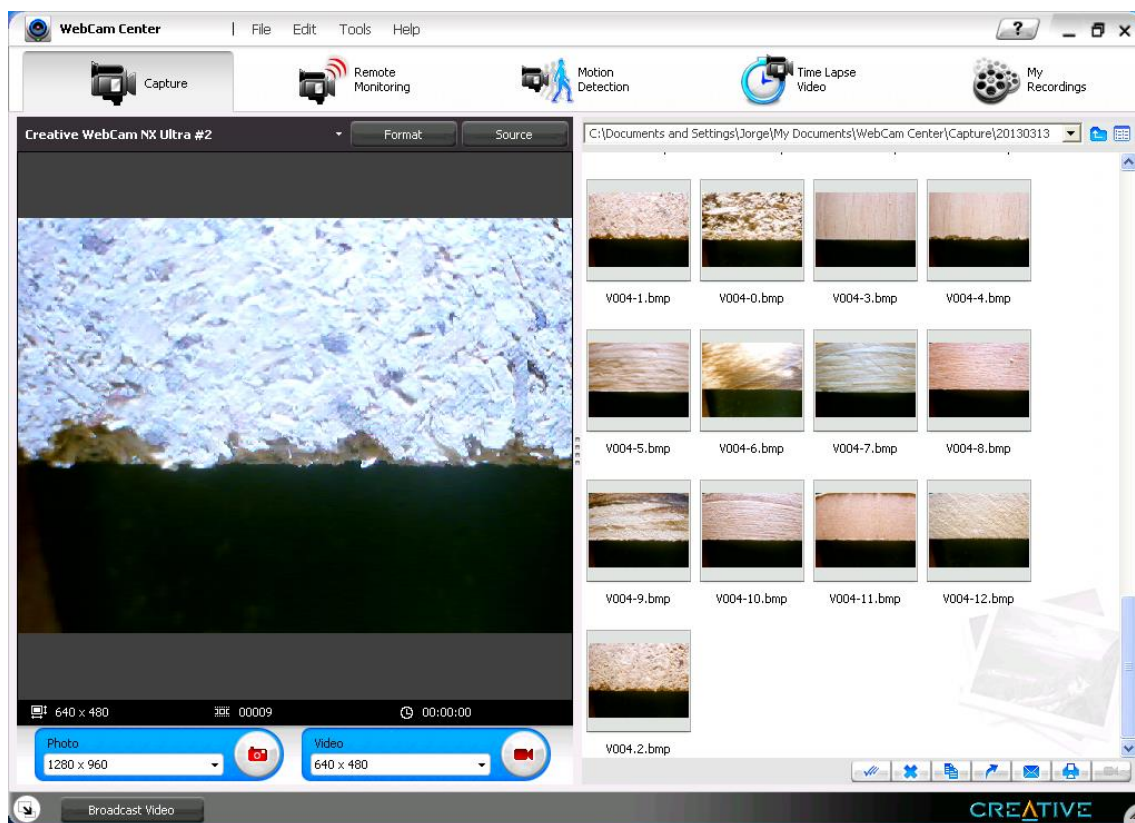 WebCam Center | File Edit Tools Help ?
Capture
Remote Monitoring
Motion Detection
Time Lapse Video
My Recordings
Creative WebCam NX Ultra #2
Format
Source
C:\Documents and Settings\Jorge\My Documents\WebCam Center\Capture\20130313
V004-1.bmp V004-0.bmp V004-3.bmp V004-4.bmp
V004-5.bmp V004-6.bmp V004-7.bmp V004-8.bmp
V004-9.bmp V004-10.bmp V004-11.bmp V004-12.bmp
V004.2.bmp
640 x 480 00009 00:00:00
Photo
1280 x 960
Video
640 x 480
Broadcast Video
CREATIVE